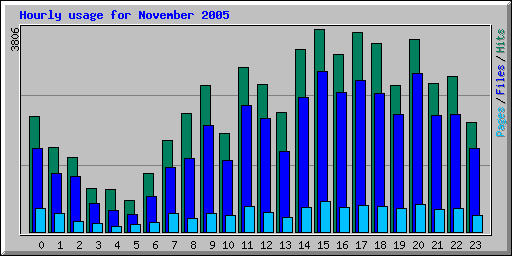 Hourly usage for November 2005
3806
Pages/Files/Hits
0 1 2 3 4 5 6 7 8 9 10 11 12 13 14 15 16 17 18 19 20 21 22 23